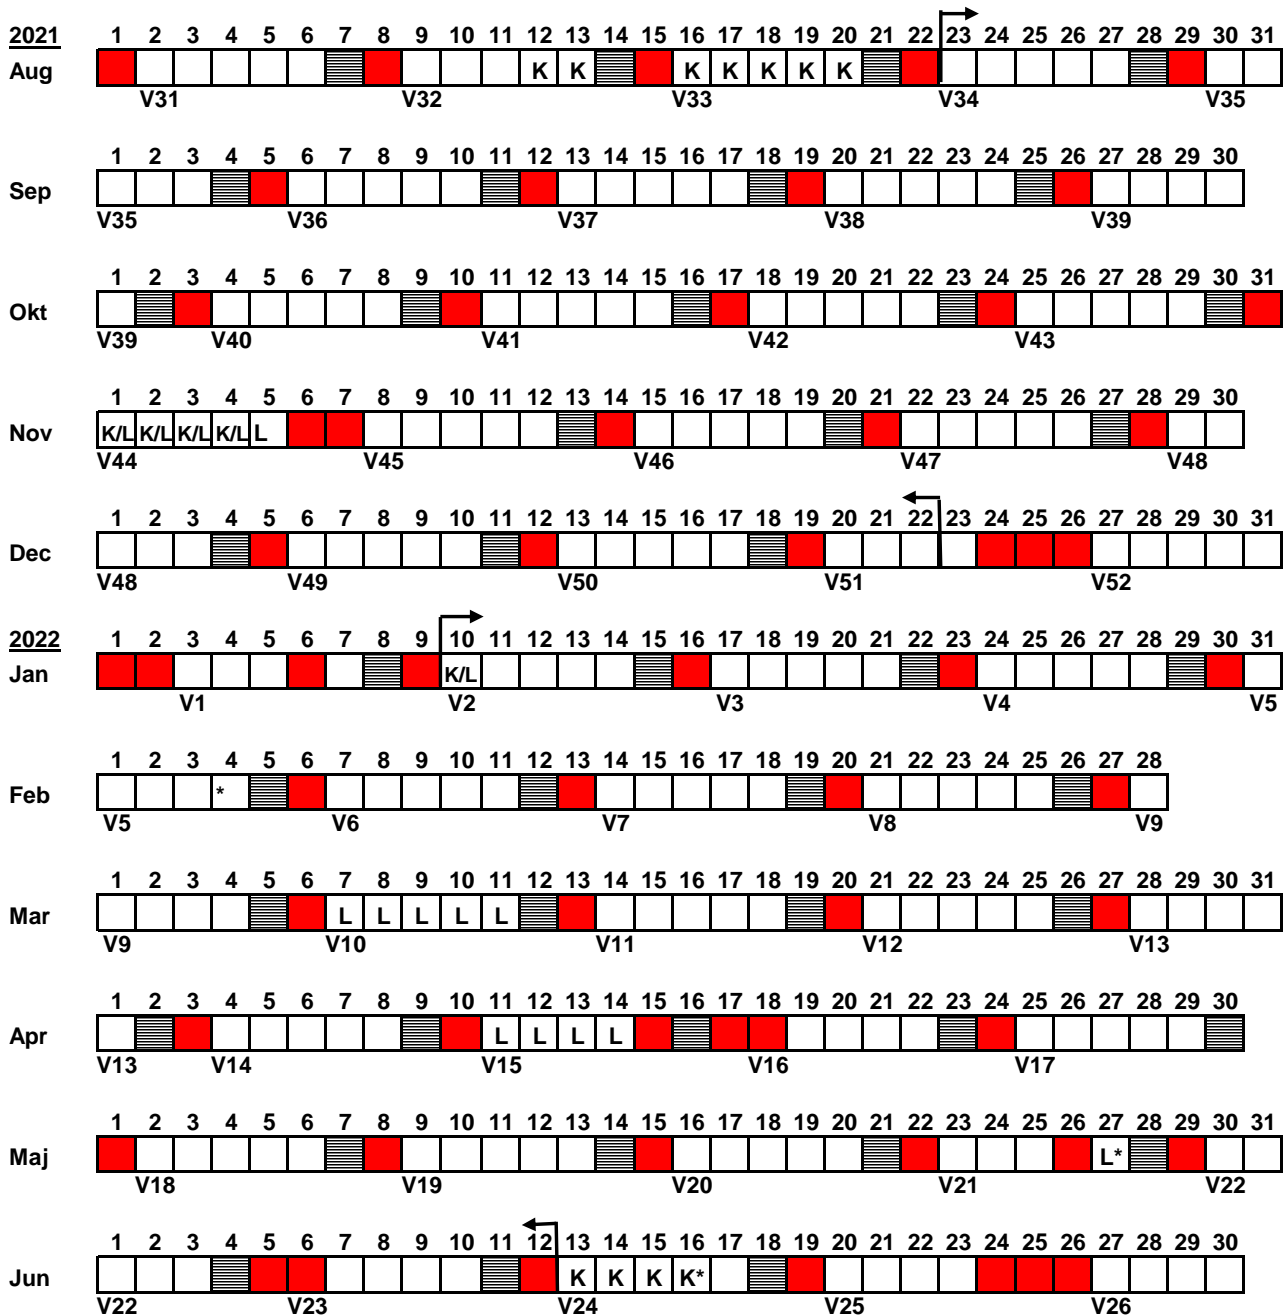 2021 1 2 3 4 5 6 7 8 9 10 11 12 13 14 15 16 17 18 19 20 21 22 23 24 25 26 27 28 29 30 31
Aug K K K K K K K
V31 V32 V33 V34 V35
1 2 3 4 5 6 7 8 9 10 11 12 13 14 15 16 17 18 19 20 21 22 23 24 25 26 27 28 29 30
Sep
V35 V36 V37 V38 V39
1 2 3 4 5 6 7 8 9 10 11 12 13 14 15 16 17 18 19 20 21 22 23 24 25 26 27 28 29 30 31
Okt
V39 V40 V41 V42 V43
1 2 3 4 5 6 7 8 9 10 11 12 13 14 15 16 17 18 19 20 21 22 23 24 25 26 27 28 29 30
Nov K/L K/L K/L K/L L
V44 V45 V46 V47 V48
1 2 3 4 5 6 7 8 9 10 11 12 13 14 15 16 17 18 19 20 21 22 23 24 25 26 27 28 29 30 31
Dec
V48 V49 V50 V51 V52
2022 1 2 3 4 5 6 7 8 9 10 11 12 13 14 15 16 17 18 19 20 21 22 23 24 25 26 27 28 29 30 31
Jan K/L
V1 V2 V3 V4 V5
1 2 3 4 5 6 7 8 9 10 11 12 13 14 15 16 17 18 19 20 21 22 23 24 25 26 27 28
Feb *
V5 V6 V7 V8 V9
1 2 3 4 5 6 7 8 9 10 11 12 13 14 15 16 17 18 19 20 21 22 23 24 25 26 27 28 29 30 31
Mar L L L L L
V9 V10 V11 V12 V13
1 2 3 4 5 6 7 8 9 10 11 12 13 14 15 16 17 18 19 20 21 22 23 24 25 26 27 28 29 30
Apr L L L L
V13 V14 V15 V16 V17
1 2 3 4 5 6 7 8 9 10 11 12 13 14 15 16 17 18 19 20 21 22 23 24 25 26 27 28 29 30 31
Maj L*
V18 V19 V20 V21 V22
1 2 3 4 5 6 7 8 9 10 11 12 13 14 15 16 17 18 19 20 21 22 23 24 25 26 27 28 29 30
Jun K K K K*
V22 V23 V24 V25 V26